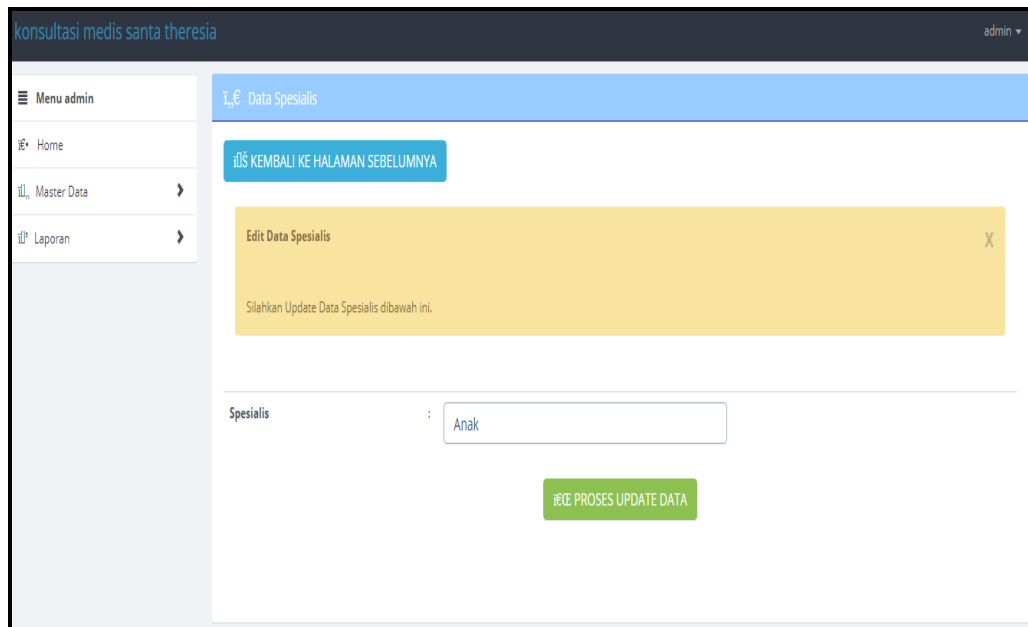 konsultasi medis santa theresia
admin
Menu admin
ï„€ Data Spesialis
Home
KEMBALI KE HALAMAN SEBELUMNYA
Master Data
Edit Data Spesialis
X
Laporan
Silahkan Update Data Spesialis dibawah ini.
Spesialis : Anak
PROSES UPDATE DATA